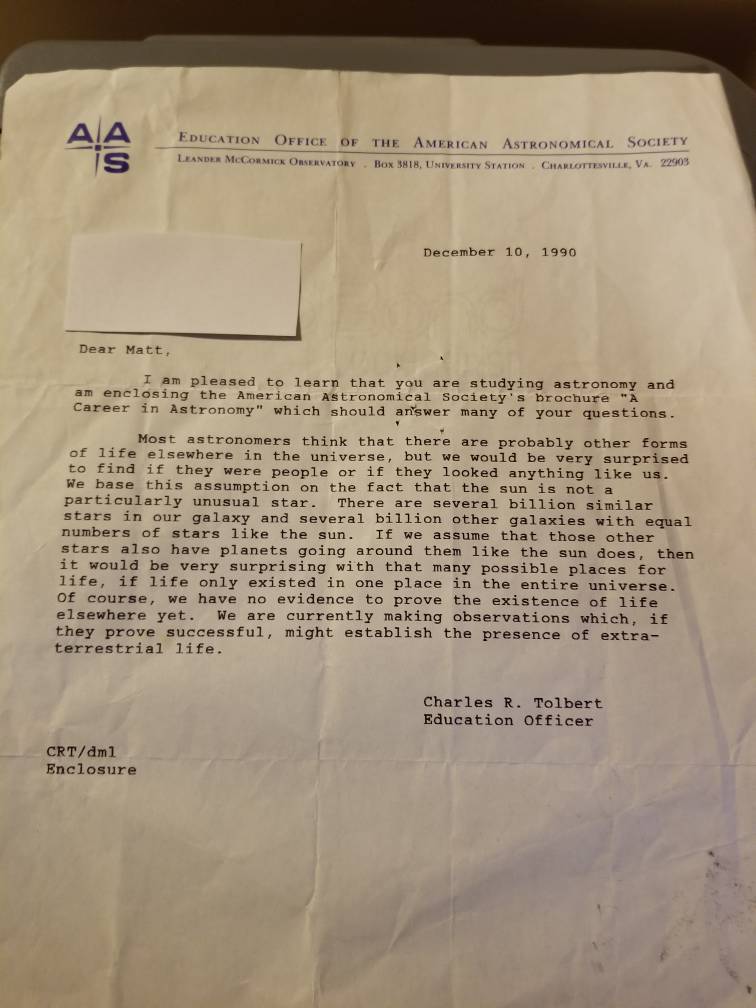 A A
S
EDUCATION OFFICE OF THE AMERICAN ASTRONOMICAL SOCIETY
LEANDER MCCORMICK OBSERVATORY . BOX 3818, UNIVERSITY STATION . CHARLOTTESVILLE, VA. 22903
December 10, 1990
Dear Matt,
I am pleased to learn that you are studying astronomy and
am enclosing the American Astronomical Society's brochure "A
Career in Astronomy" which should answer many of your questions.
Most astronomers think that there are probably other forms
of life elsewhere in the universe, but we would be very surprised
to find if they were people or if they looked anything like us.
We base this assumption on the fact that the sun is not a
particularly unusual star. There are several billion similar
stars in our galaxy and several billion other galaxies with equal
numbers of stars like the sun. If we assume that those other
stars also have planets going around them like the sun does, then
it would be very surprising with that many possible places for
life, if life only existed in one place in the entire universe.
Of course, we have no evidence to prove the existence of life
elsewhere yet. We are currently making observations which, if
they prove successful, might establish the presence of extra-
terrestrial life.
Charles R. Tolbert
Education Officer
CRT/dml
Enclosure